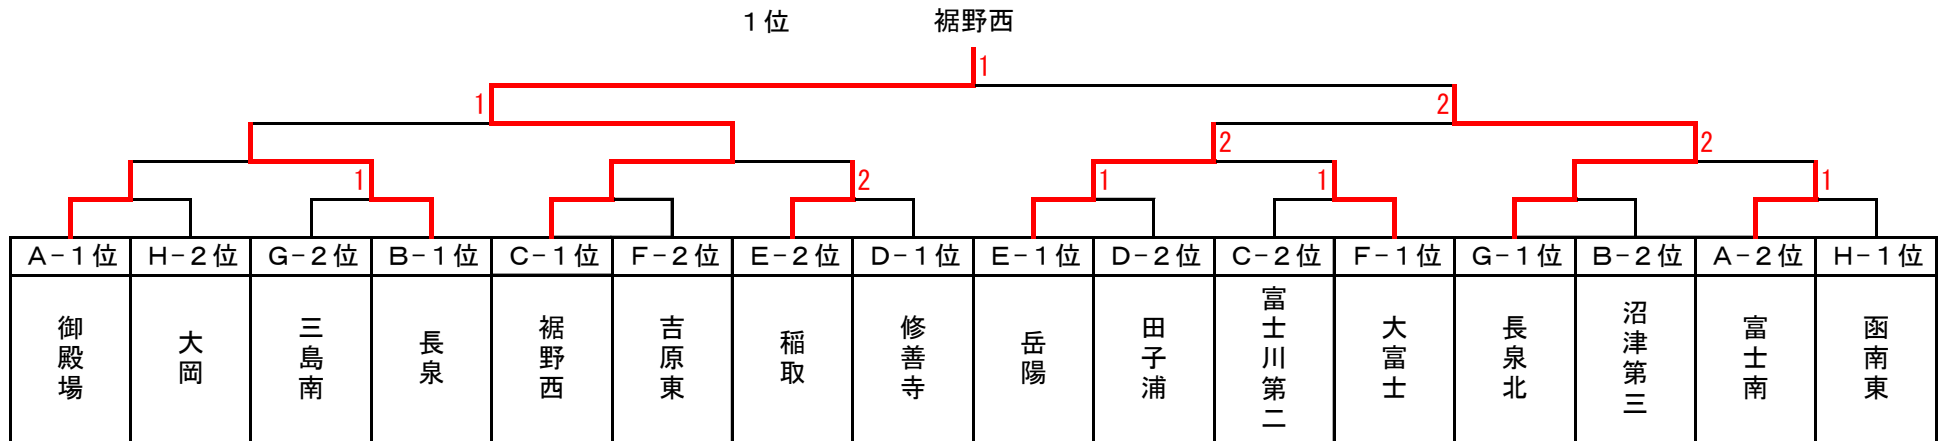 1位 裾野西
1
1 2
2 2
1 2 1 1 1
A-1位 H-2位 G-2位 B-1位 C-1位 F-2位 E-2位 D-1位 E-1位 D-2位 C-2位 F-1位 G-1位 B-2位 A-2位 H-1位
御殿場 大岡 三島南 長泉 裾野西 吉原東 稲取 修善寺 岳陽 田子浦 富士川第二 大富士 長泉北 沼津第三 富士南 函南東